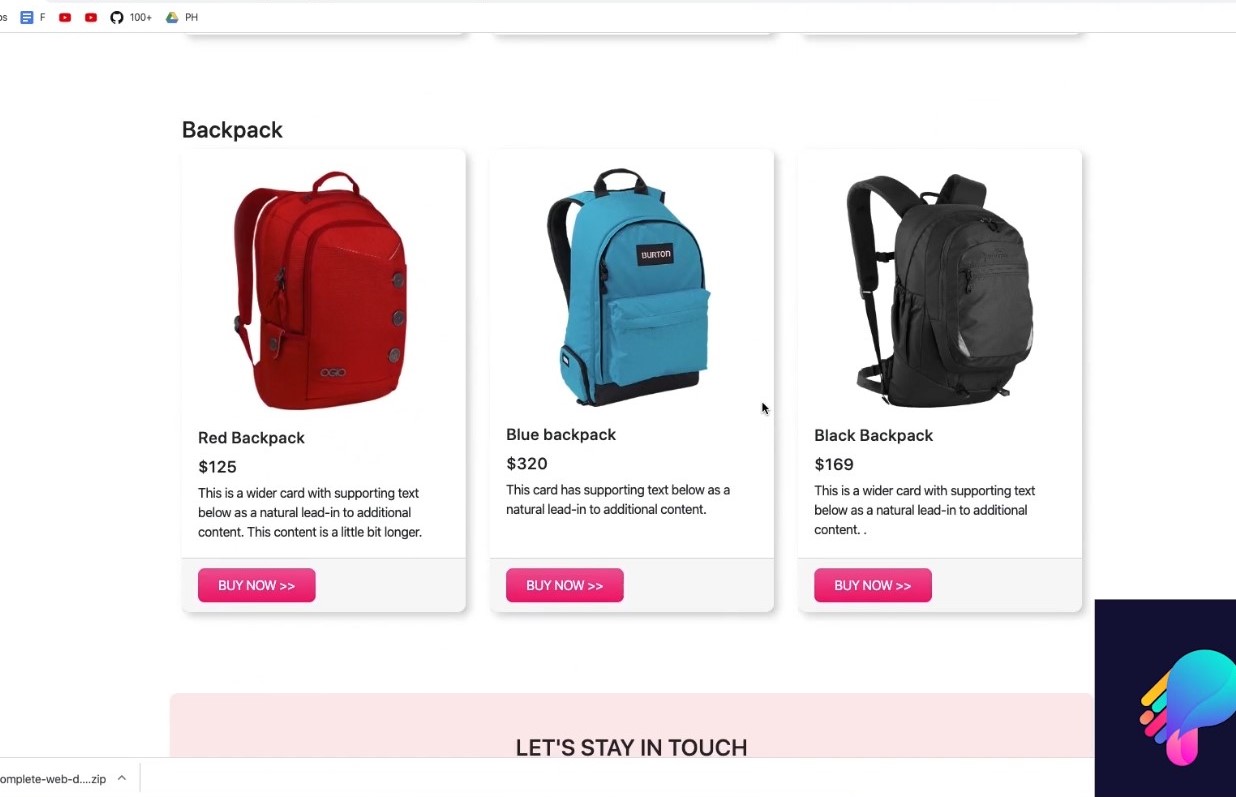 F
100+
PH
Backpack
BURTON
OGIO
Red Backpack
$125
This is a wider card with supporting text
below as a natural lead-in to additional
content. This content is a little bit longer.
BUY NOW >>
Blue backpack
$320
This card has supporting text below as a
natural lead-in to additional content.
BUY NOW >>
Black Backpack
$169
This is a wider card with supporting text
below as a natural lead-in to additional
content. .
BUY NOW >>
LET'S STAY IN TOUCH
omplete-web-d....zip